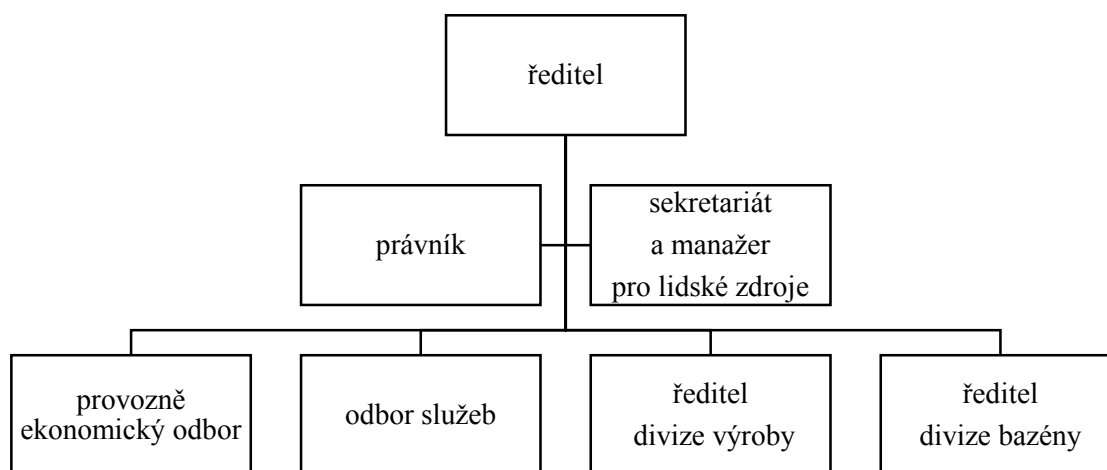 ředitel
právník
sekretariát
a manažer
pro lidské zdroje
provozně
ekonomický odbor
odbor služeb
ředitel
divize výroby
ředitel
divize bazény